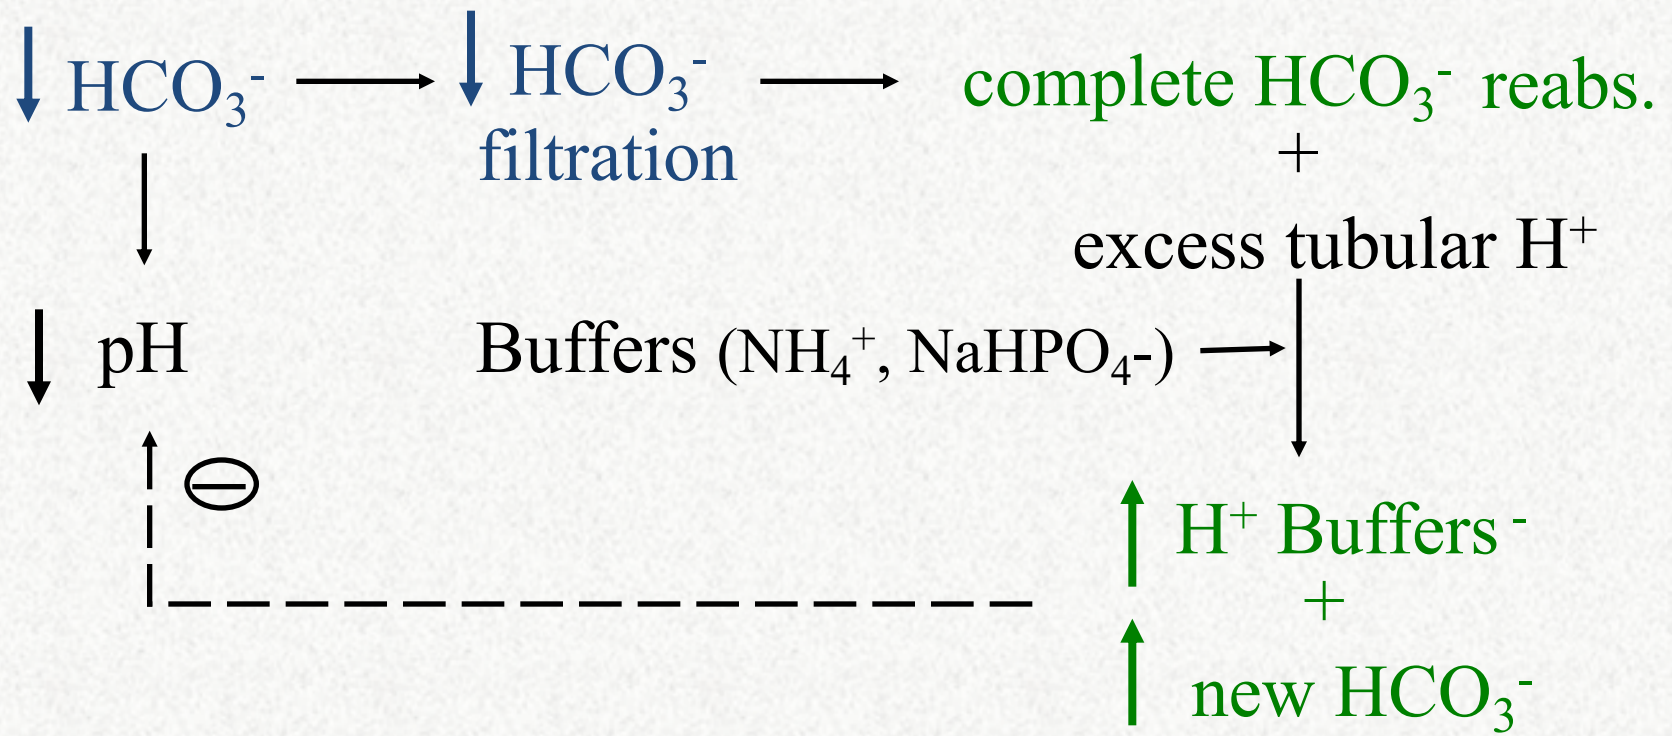 ↓ HCO₃⁻ → ↓ HCO₃⁻ filtration → complete HCO₃⁻ reabs.
+
excess tubular H⁺
↓ pH
Buffers (NH₄⁺, NaHPO₄-)
⊖
↑ H⁺ Buffers ⁻
+
↑ new HCO₃⁻